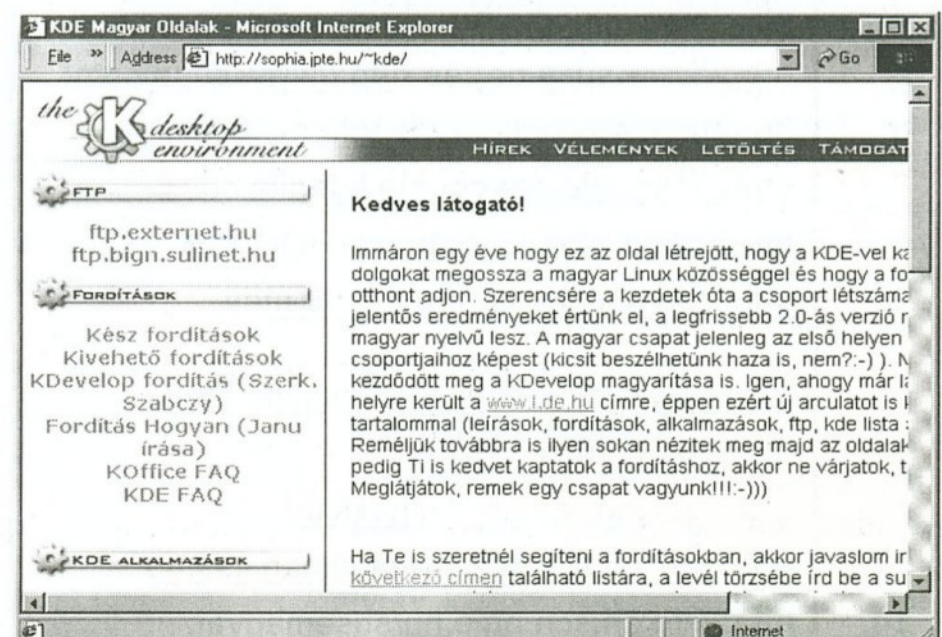 KDE Magyar Oldalak - Microsoft Internet Explorer
File » Address http://sophia.jpte.hu/~kde/ Go
the K desktop environment
HÍREK VÉLEMÉNYEK LETÖLTÉS TÁMOGAT
FTP
ftp.externet.hu
ftp.bign.sulinet.hu
FORDÍTÁSOK
Kész fordítások
Kivehető fordítások
KDevelop fordítás (Szerk.
Szabczy)
Fordítás Hogyan (Janu
írása)
KOffice FAQ
KDE FAQ
KDE ALKALMAZÁSOK
Kedves látogató!
Immáron egy éve hogy ez az oldal létrejött, hogy a KDE-vel ka
dolgokat megossza a magyar Linux közösséggel és hogy a fo
otthont adjon. Szerencsére a kezdetek óta a csoport létszáma
jelentős eredményeket értünk el, a legfrissebb 2.0-ás verzió
magyar nyelvű lesz. A magyar csapat jelenleg az első helyen
csoportjaihoz képest (kicsit beszélhetünk haza is, nem?:-) ). N
kezdődött meg a KDevelop magyarítása is. Igen, ahogy már
helyre került a címre, éppen ezért új arculatot is
tartalommal (leírások, fordítások, alkalmazások, ftp, kde lista
Reméljük továbbra is ilyen sokan nézitek meg majd az oldalak
pedig Ti is kedvet kaptatok a fordításhoz, akkor ne várjatok, t
Meglátjátok, remek egy csapat vagyunk!!!:-)))
Ha Te is szeretnél segíteni a fordításokban, akkor javaslom ir
következő címen található listára, a levél törzsébe írd be a su
Internet